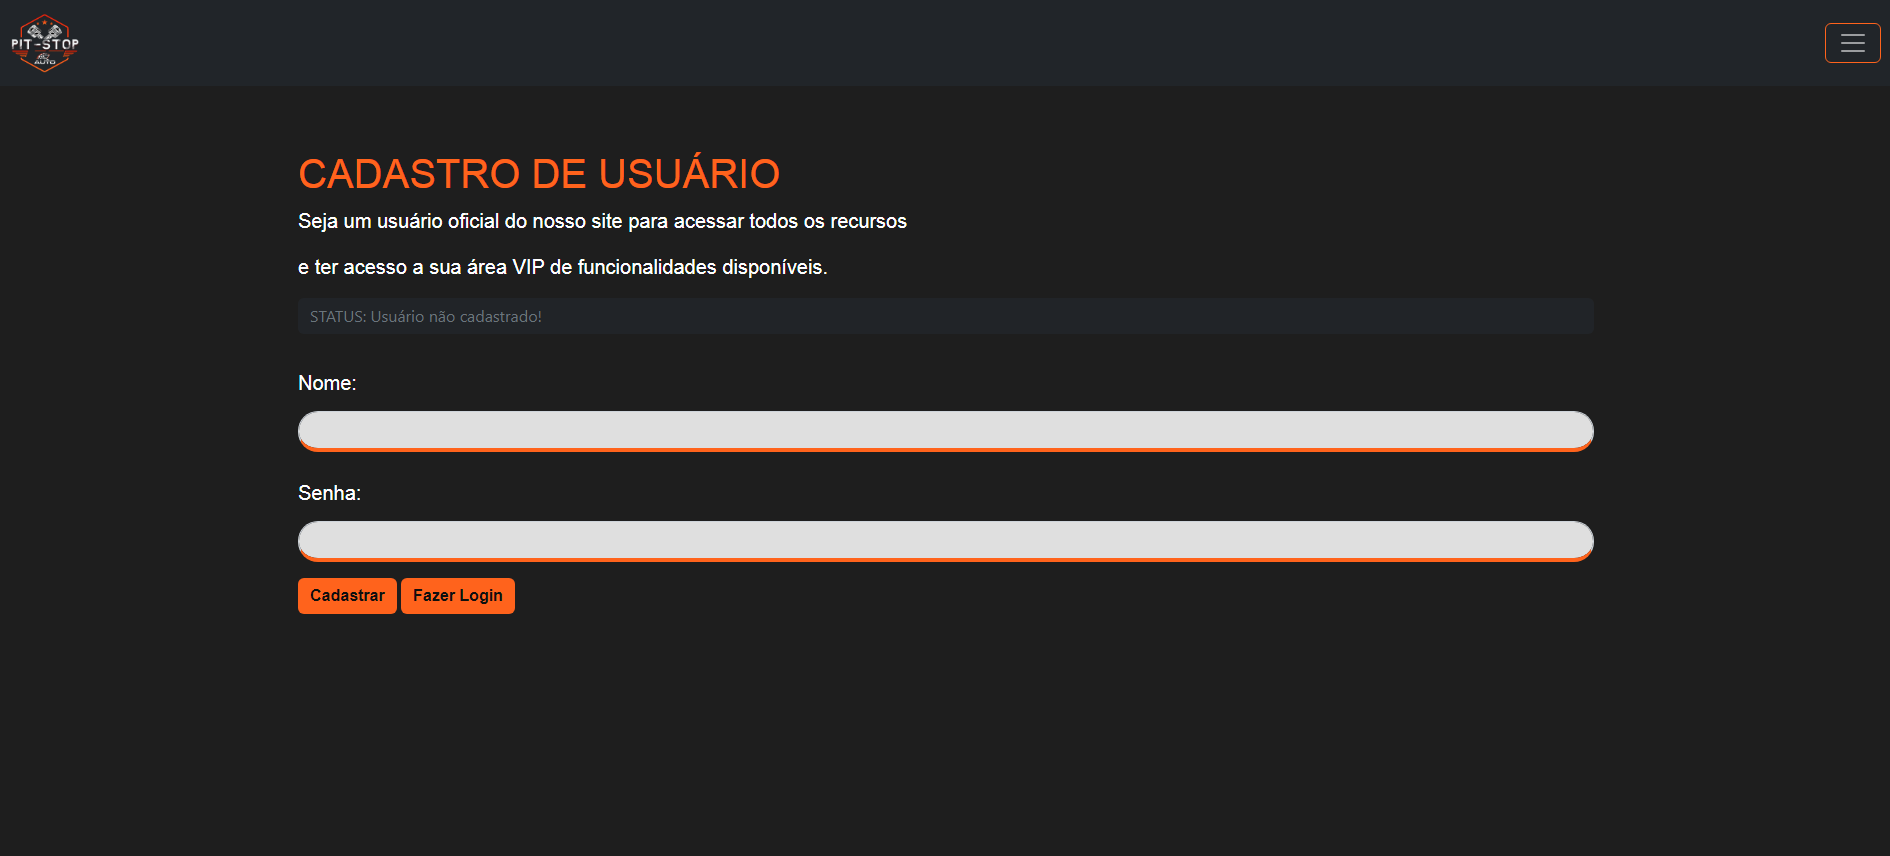 PIT-STOP
AUTO
CADASTRO DE USUÁRIO
Seja um usuário oficial do nosso site para acessar todos os recursos
e ter acesso a sua área VIP de funcionalidades disponíveis.
STATUS: Usuário não cadastrado!
Nome:
Senha:
Cadastrar Fazer Login